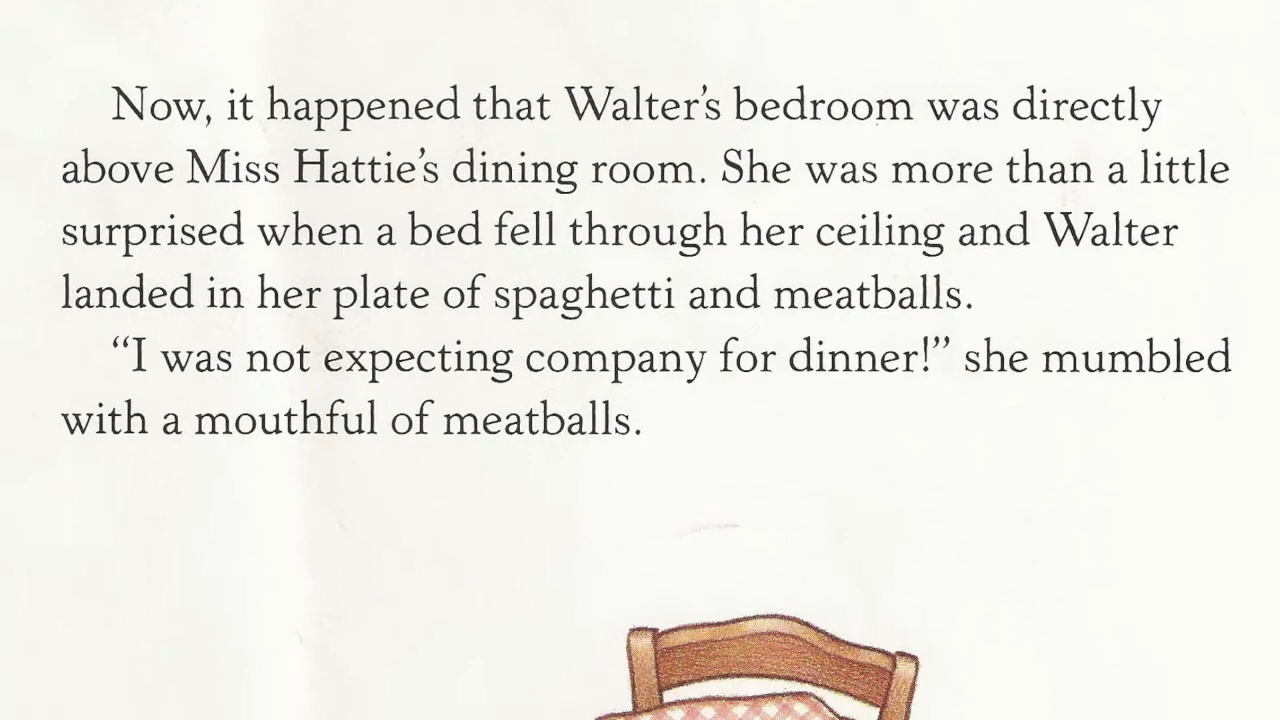 Now, it happened that Walter’s bedroom was directly
above Miss Hattie’s dining room. She was more than a little
surprised when a bed fell through her ceiling and Walter
landed in her plate of spaghetti and meatballs.
“I was not expecting company for dinner!” she mumbled
with a mouthful of meatballs.